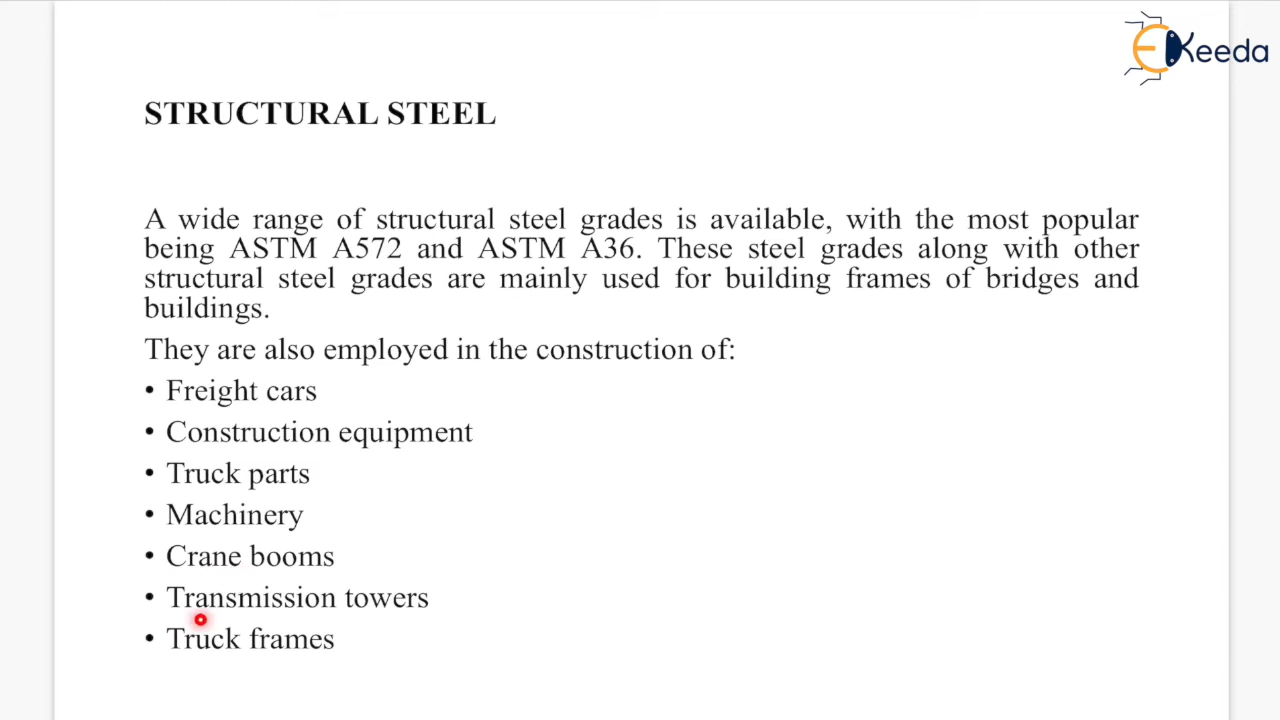 EKeeda
STRUCTURAL STEEL
A wide range of structural steel grades is available, with the most popular
being ASTM A572 and ASTM A36. These steel grades along with other
structural steel grades are mainly used for building frames of bridges and
buildings.
They are also employed in the construction of:
• Freight cars
• Construction equipment
• Truck parts
• Machinery
• Crane booms
• Transmission towers
• Truck frames